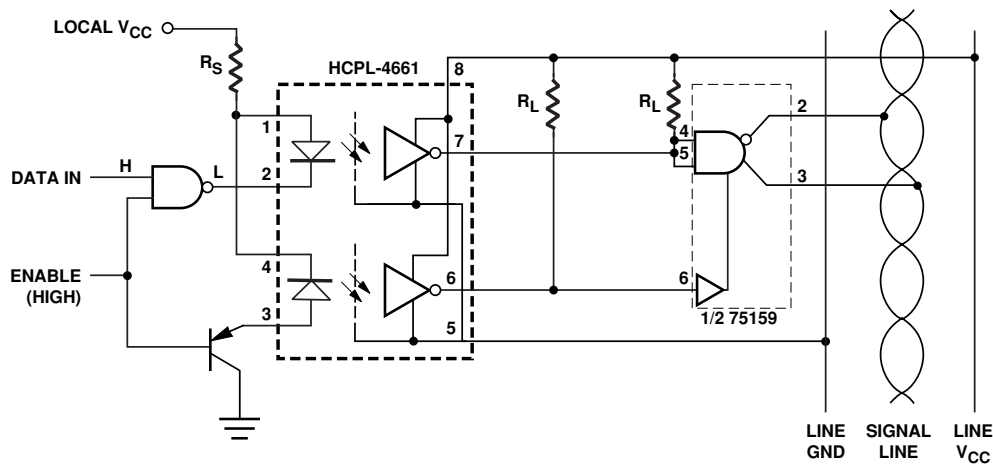 LOCAL VCC
RS
HCPL-4661
8
RL
RL
2
1
7
4
5
H
L
DATA IN
2
3
4
6
6
ENABLE
(HIGH)
3
5
1/2 75159
LINE
GND
SIGNAL
LINE
LINE
VCC